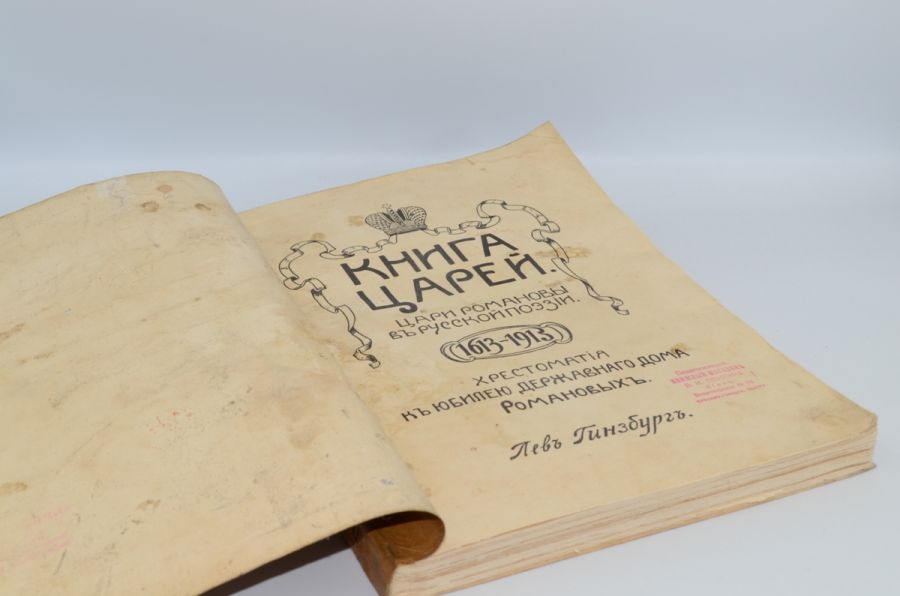 КНИГА
ЦАРЕЙ.
ЦАРИ РОМАНОВЫ
ВЪ РУССКОЙ ПОЭЗІИ.
1613-1913
ХРЕСТОМАТІЯ
КЪ ЮБИЛЕЮ ДЕРЖАВНАГО ДОМА
РОМАНОВЫХЪ.
Левъ Гинзбургъ.